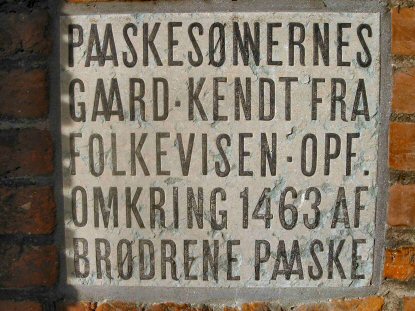 PAASKESØNNERNES
GAARD · KENDT FRA
FOLKEVISEN · OPF.
OMKRING 1463 AF
BRØDRENE PAASKE